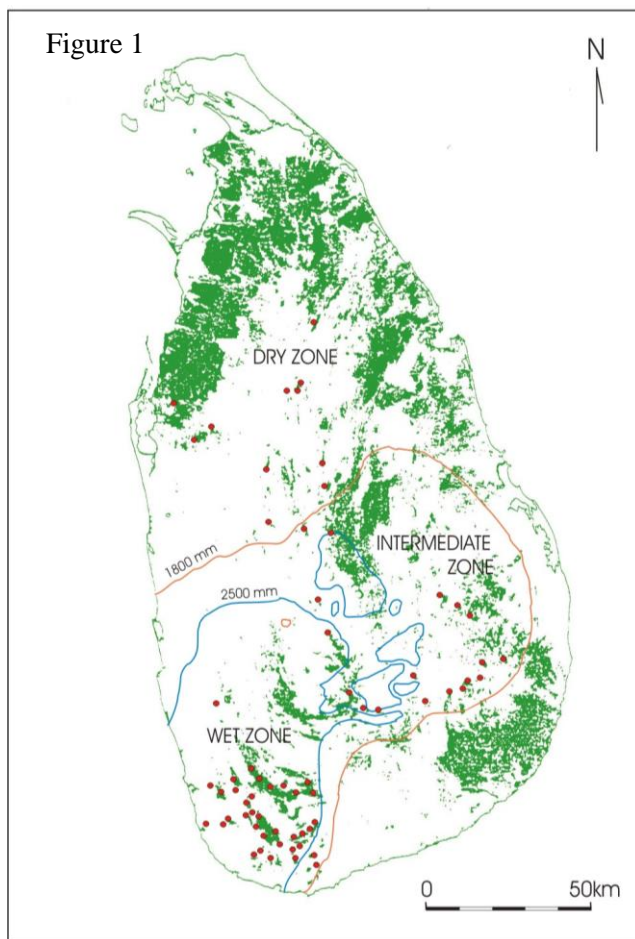 Figure 1
N
DRY ZONE
INTERMEDIATE
ZONE
1800 mm
2500 mm
WET ZONE
0 50km